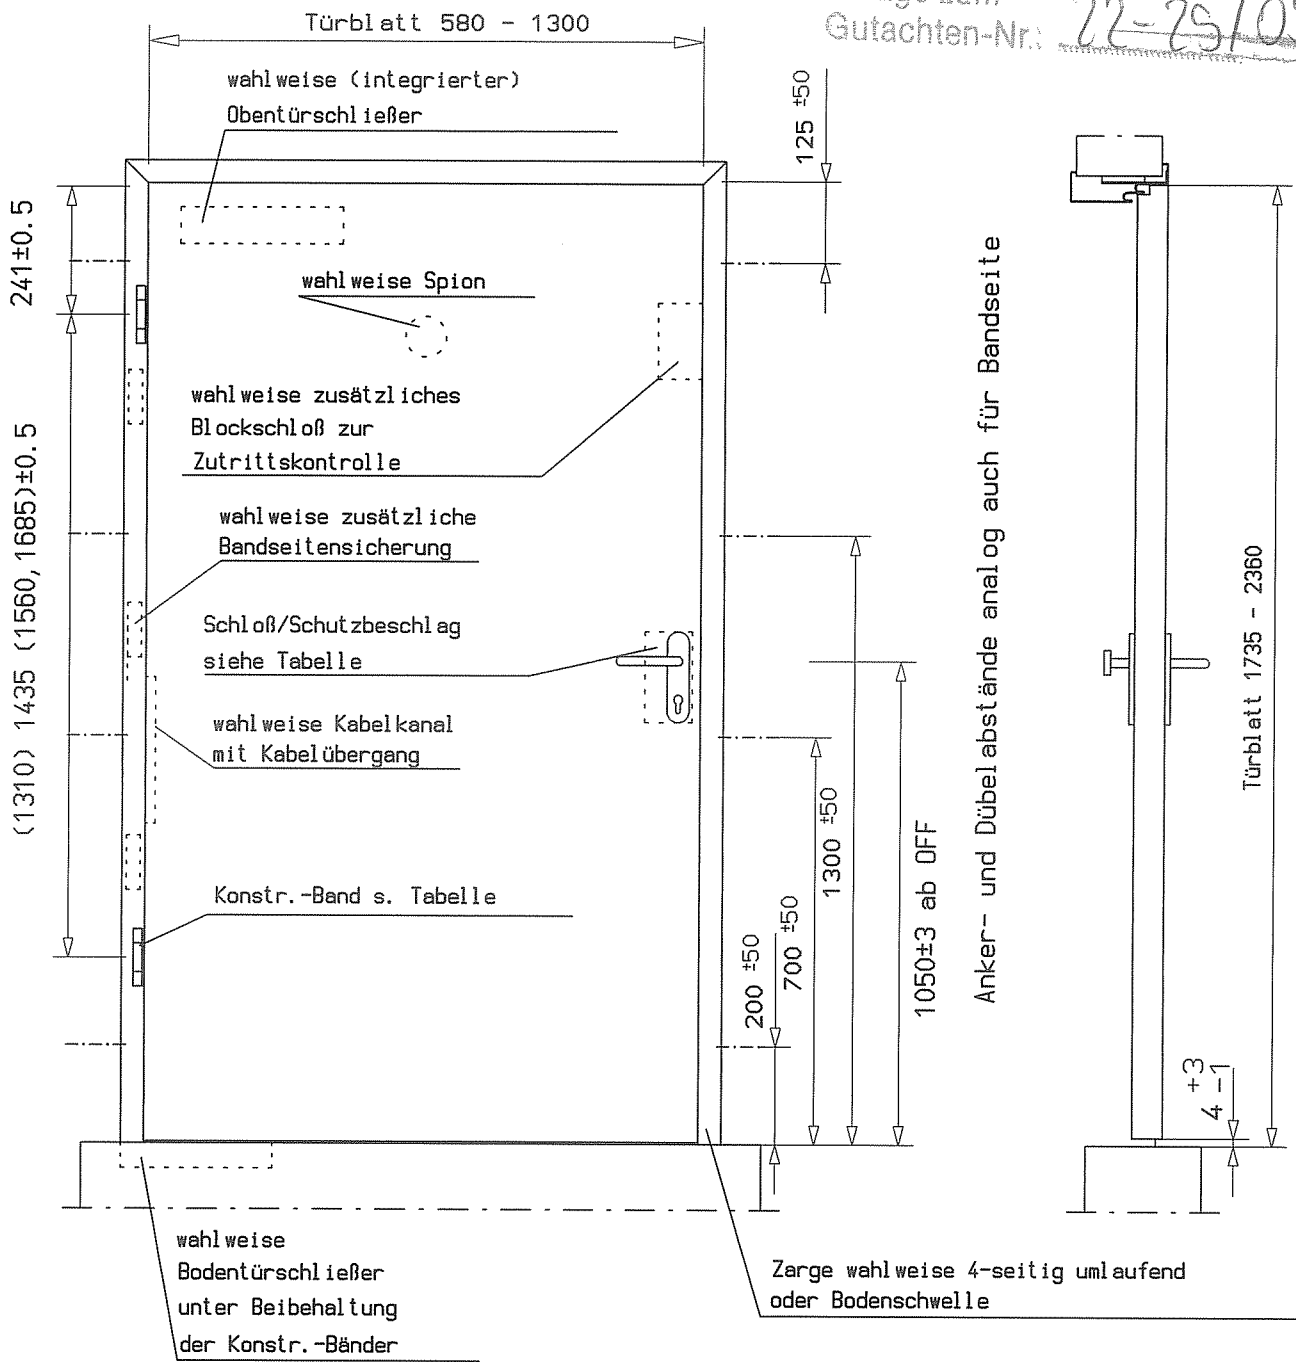 Türblatt 580 - 1300
Gutachten-Nr.:
wahlweise (integrierter)
Obentürschließer
125 ±50
241±0.5
wahlweise Spion
wahlweise zusätzliches
Blockschloß zur
Zutrittskontrolle
(1310) 1435 (1560, 1685)±0.5
wahlweise zusätzliche
Bandseitensicherung
Schloß/Schutzbeschlag
siehe Tabelle
wahlweise Kabelkanal
mit Kabelübergang
Konstr.-Band s. Tabelle
200 ±50
700 ±50
1300 ±50
1050±3 ab OFF
Anker- und Dübelabstände analog auch für Bandseite
Türblatt 1735 - 2360
4 +3 -1
wahlweise
Bodentürschließer
unter Beibehaltung
der Konstr.-Bänder
Zarge wahlweise 4-seitig umlaufend
oder Bodenschwelle